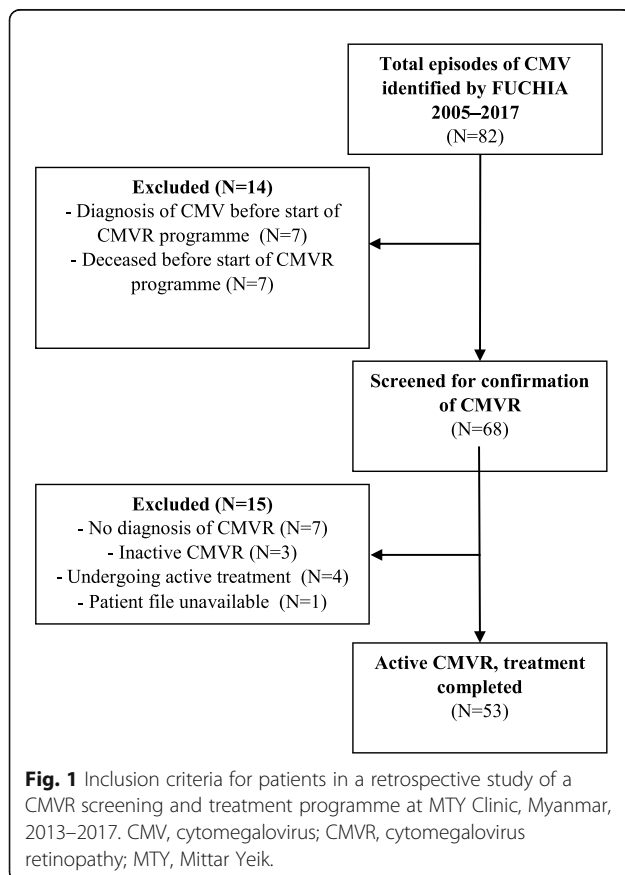 Total episodes of CMV
identified by FUCHIA
2005–2017
(N=82)
Excluded (N=14)
- Diagnosis of CMV before start of
CMVR programme (N=7)
- Deceased before start of CMVR
programme (N=7)
Screened for confirmation
of CMVR
(N=68)
Excluded (N=15)
- No diagnosis of CMVR (N=7)
- Inactive CMVR (N=3)
- Undergoing active treatment (N=4)
- Patient file unavailable (N=1)
Active CMVR, treatment
completed
(N=53)
Fig. 1 Inclusion criteria for patients in a retrospective study of a
CMVR screening and treatment programme at MTY Clinic, Myanmar,
2013–2017. CMV, cytomegalovirus; CMVR, cytomegalovirus
retinopathy; MTY, Mittar Yeik.